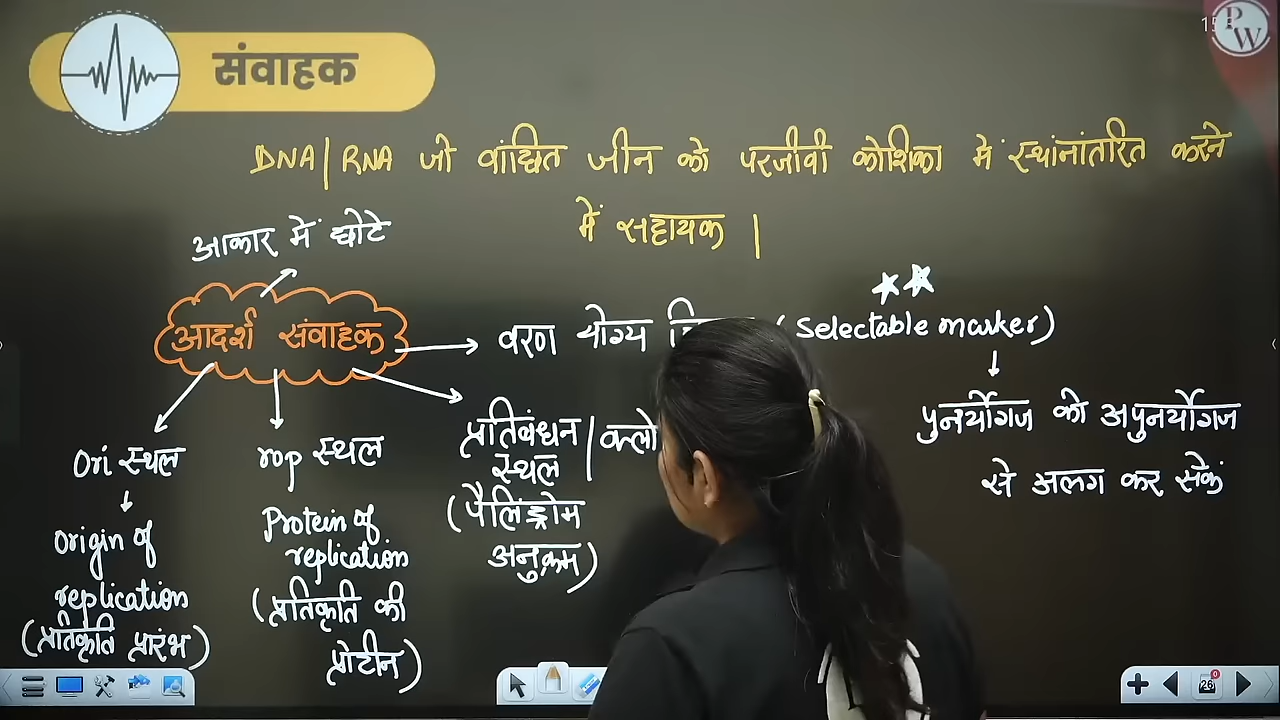 संवाहक
PW
DNA/RNA जो वांछित जीन को परजीवी कोशिका में स्थानांतरित करने
में सहायक |
आकार में छोटे
आदर्श संवाहक
वरण योग्य
(Selectable marker)
पुनर्योगज को अपुनर्योगज
से अलग कर सकें
Ori स्थल
Origin of
replication
(प्रतिकृति प्रारंभ)
rop स्थल
Protein of
replication
(प्रतिकृति की
प्रोटीन)
प्रतिबंधन/
स्थल
(पैलिंड्रोम
अनुक्रम)
26